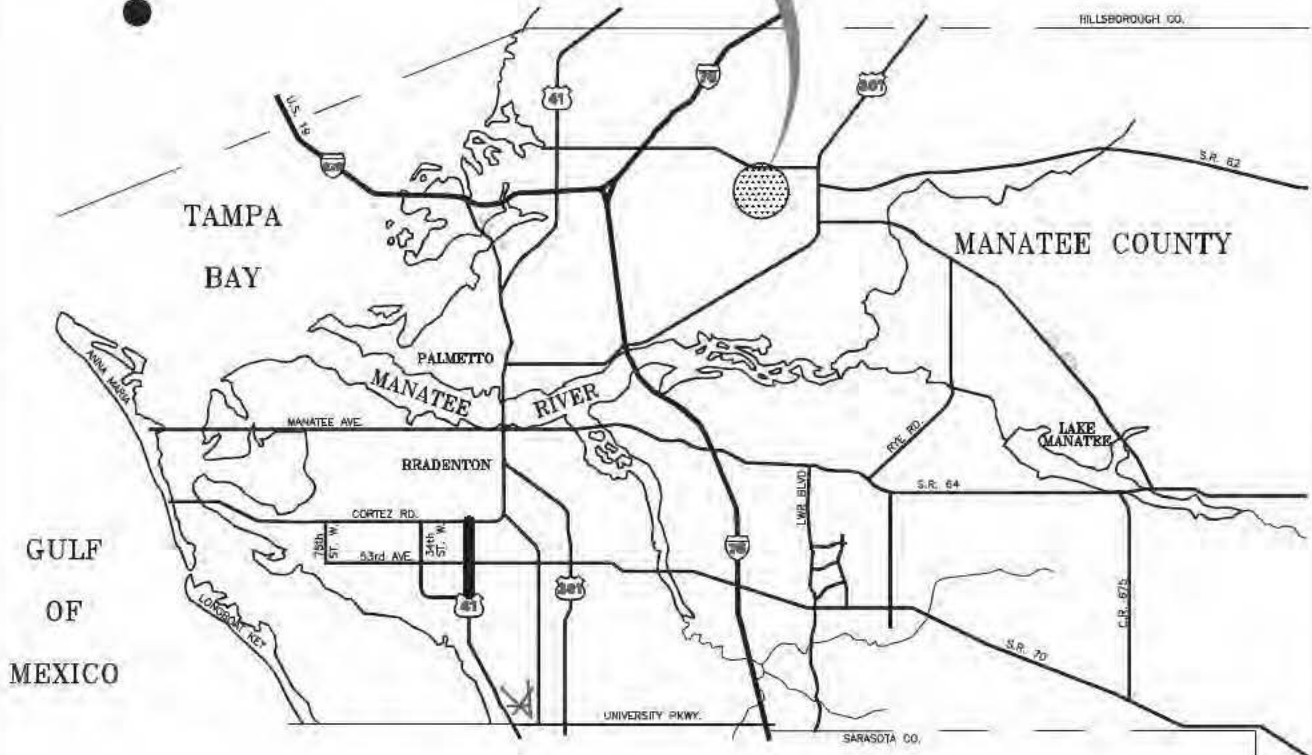 HILLSBOROUGH CO.
41
75
301
U.S. 19
275
S.R. 62
TAMPA
BAY
MANATEE COUNTY
ANNA MARIA
PALMETTO
MANATEE
RIVER
MANATEE AVE.
BRADENTON
RYE RD.
LAKE
MANATEE
LWR BLVD
S.R. 64
CORTEZ RD.
75th
ST. W.
34th
ST. W.
53rd AVE.
75
GULF
OF
MEXICO
LONGBOAT KEY
41
301
C.R. 675
S.R. 70
UNIVERSITY PKWY.
SARASOTA CO.